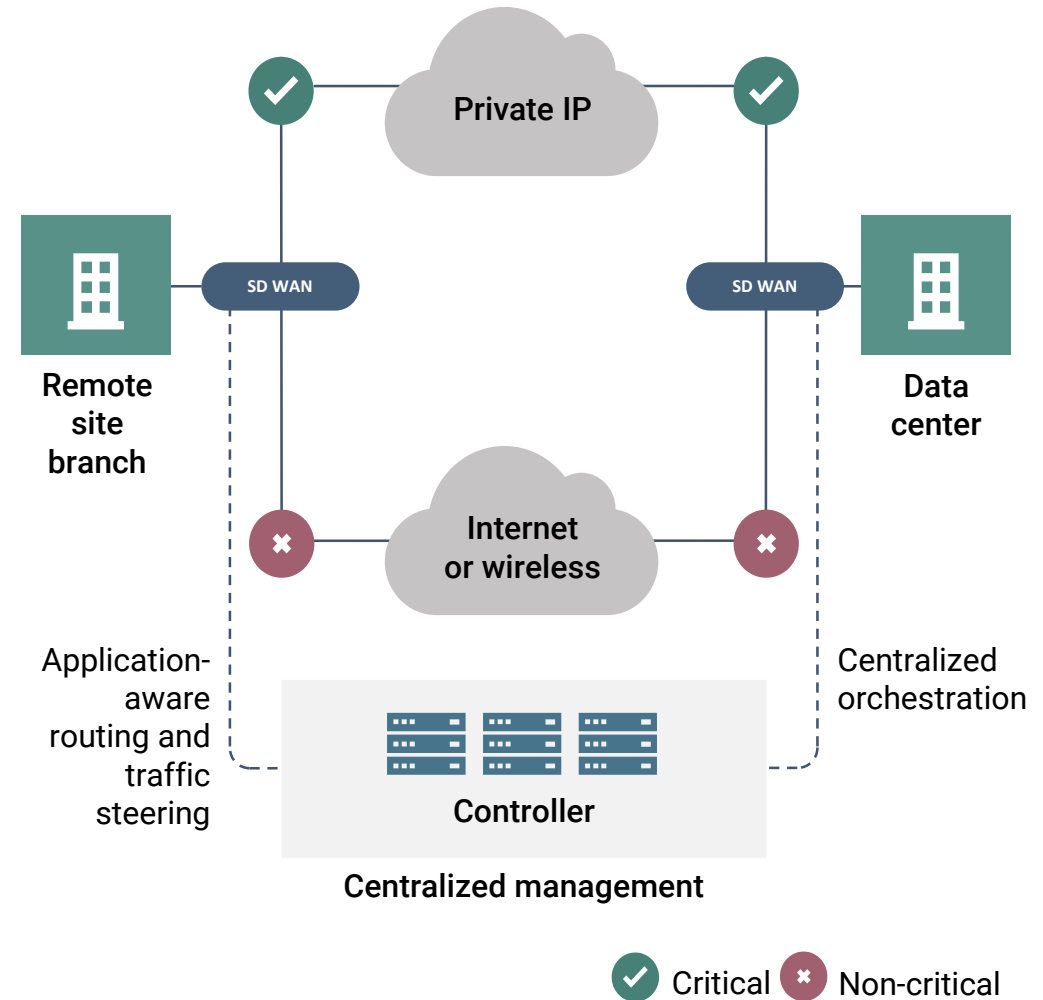 Private IP
SD WAN
SD WAN
Remote
site
branch
Data
center
Internet
or wireless
Application-
aware
routing and
traffic
steering
Centralized
orchestration
Controller
Centralized management
Critical
Non-critical